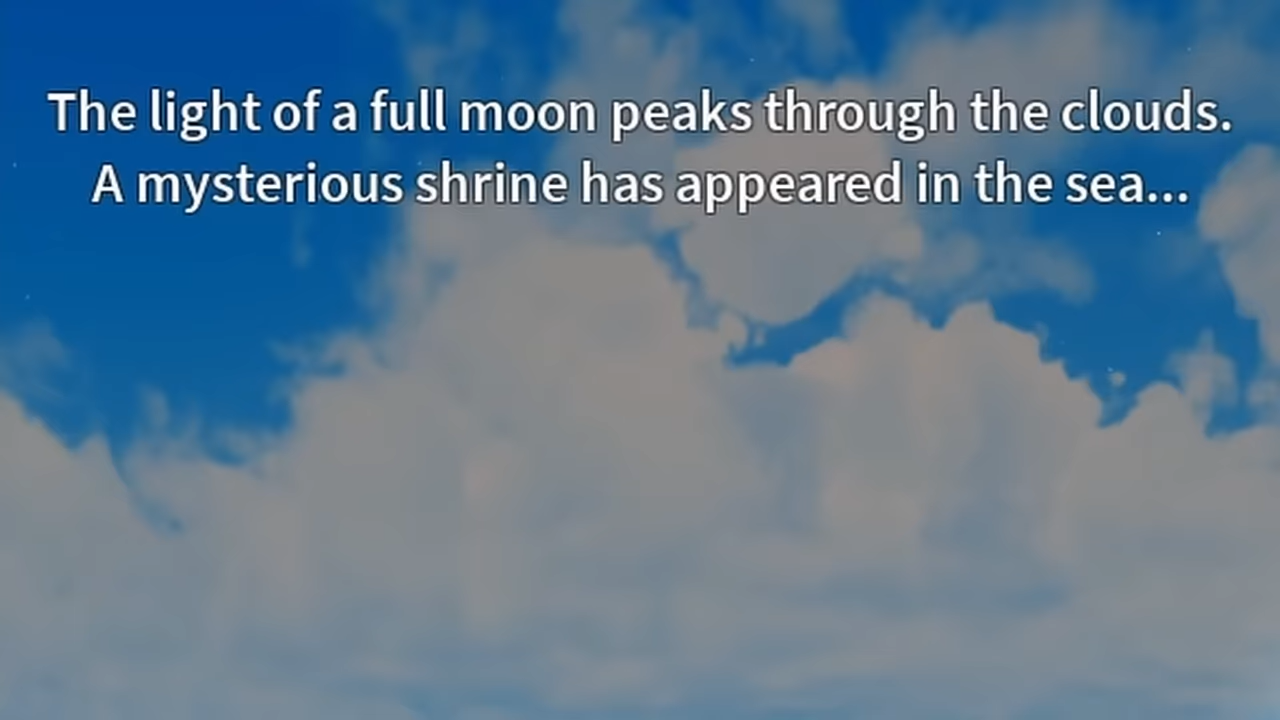 The light of a full moon peaks through the clouds.
A mysterious shrine has appeared in the sea...